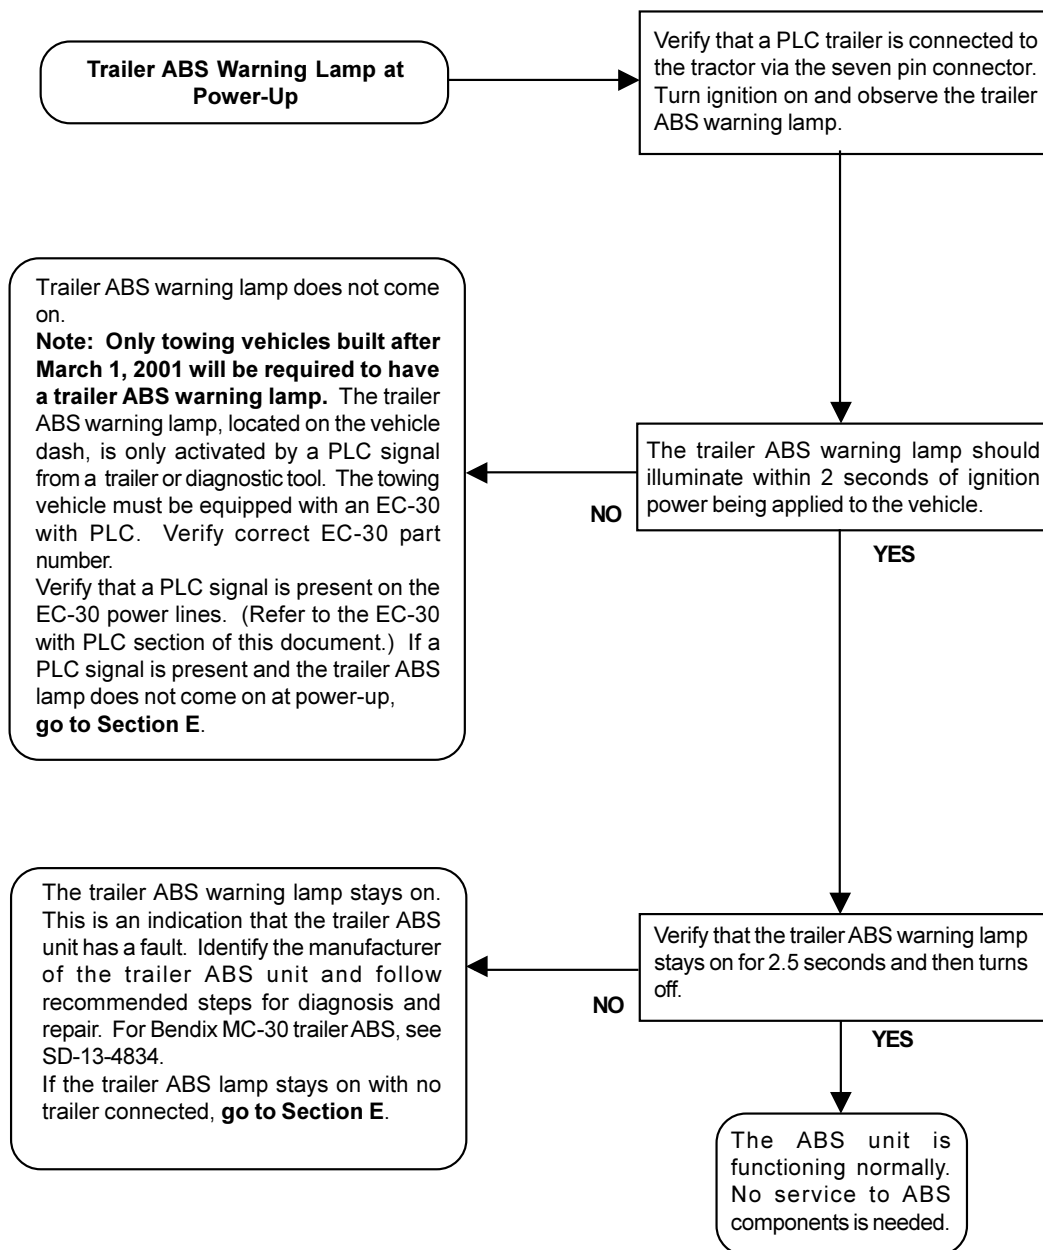 Trailer ABS Warning Lamp at
Power-Up
Verify that a PLC trailer is connected to
the tractor via the seven pin connector.
Turn ignition on and observe the trailer
ABS warning lamp.
Trailer ABS warning lamp does not come
on.
Note: Only towing vehicles built after
March 1, 2001 will be required to have
a trailer ABS warning lamp. The trailer
ABS warning lamp, located on the vehicle
dash, is only activated by a PLC signal
from a trailer or diagnostic tool. The towing
vehicle must be equipped with an EC-30
with PLC. Verify correct EC-30 part
number.
Verify that a PLC signal is present on the
EC-30 power lines. (Refer to the EC-30
with PLC section of this document.) If a
PLC signal is present and the trailer ABS
lamp does not come on at power-up,
go to Section E.
The trailer ABS warning lamp should
illuminate within 2 seconds of ignition
power being applied to the vehicle.
NO
YES
The trailer ABS warning lamp stays on.
This is an indication that the trailer ABS
unit has a fault. Identify the manufacturer
of the trailer ABS unit and follow
recommended steps for diagnosis and
repair. For Bendix MC-30 trailer ABS, see
SD-13-4834.
If the trailer ABS lamp stays on with no
trailer connected, go to Section E.
Verify that the trailer ABS warning lamp
stays on for 2.5 seconds and then turns
off.
NO
YES
The ABS unit is
functioning normally.
No service to ABS
components is needed.